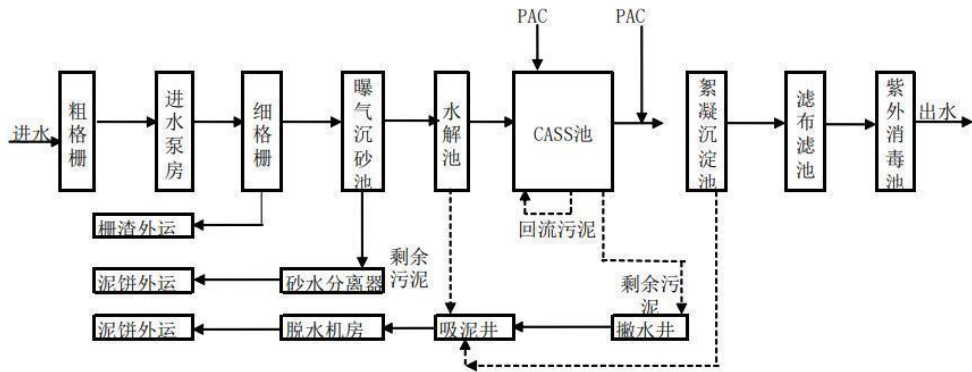 PAC
PAC
进水
粗格栅
进水泵房
细格栅
曝气沉砂池
水解池
CASS池
絮凝沉淀池
滤布滤池
紫外消毒池
出水
栅渣外运
回流污泥
泥饼外运
砂水分离器
剩余
污泥
剩余污
泥
泥饼外运
脱水机房
吸泥井
撇水井